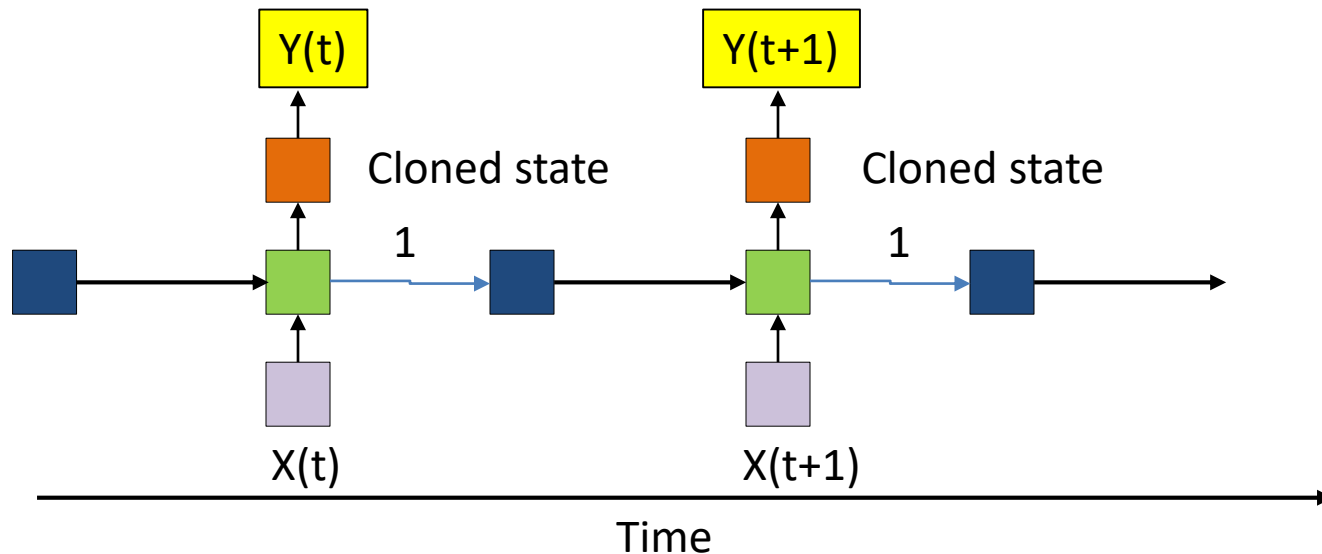 Y(t)
Y(t+1)
Cloned state
Cloned state
1
1
X(t)
X(t+1)
Time